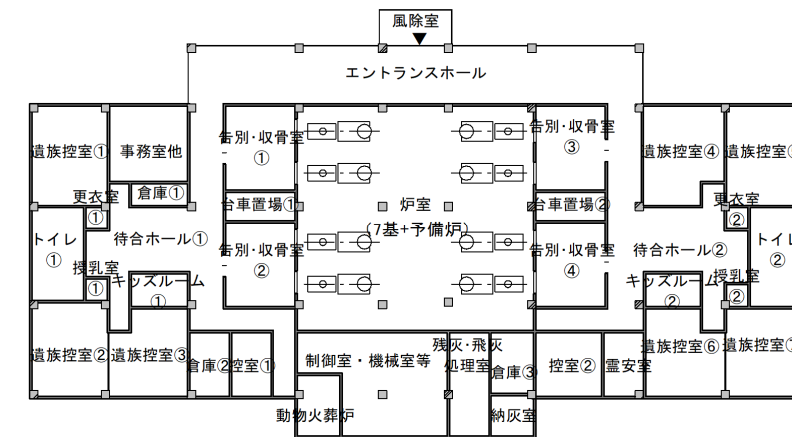 風除室
エントランスホール
遺族控室①
事務室他
告別・収骨室
①
告別・収骨室
③
遺族控室④
遺族控室
更衣室
①
倉庫①
台車置場①
炉室
(7基+予備炉)
台車置場②
更衣室
②
トイレ
①
待合ホール①
告別・収骨室
②
告別・収骨室
④
待合ホール②
トイレ
②
授乳室
①
キッズルーム
①
キッズルーム
②
授乳室
②
遺族控室②
遺族控室③
倉庫②
控室①
制御室・機械室等
残灰・飛灰
処理室
倉庫③
控室②
霊安室
遺族控室⑥
遺族控室
動物火葬炉
納灰室